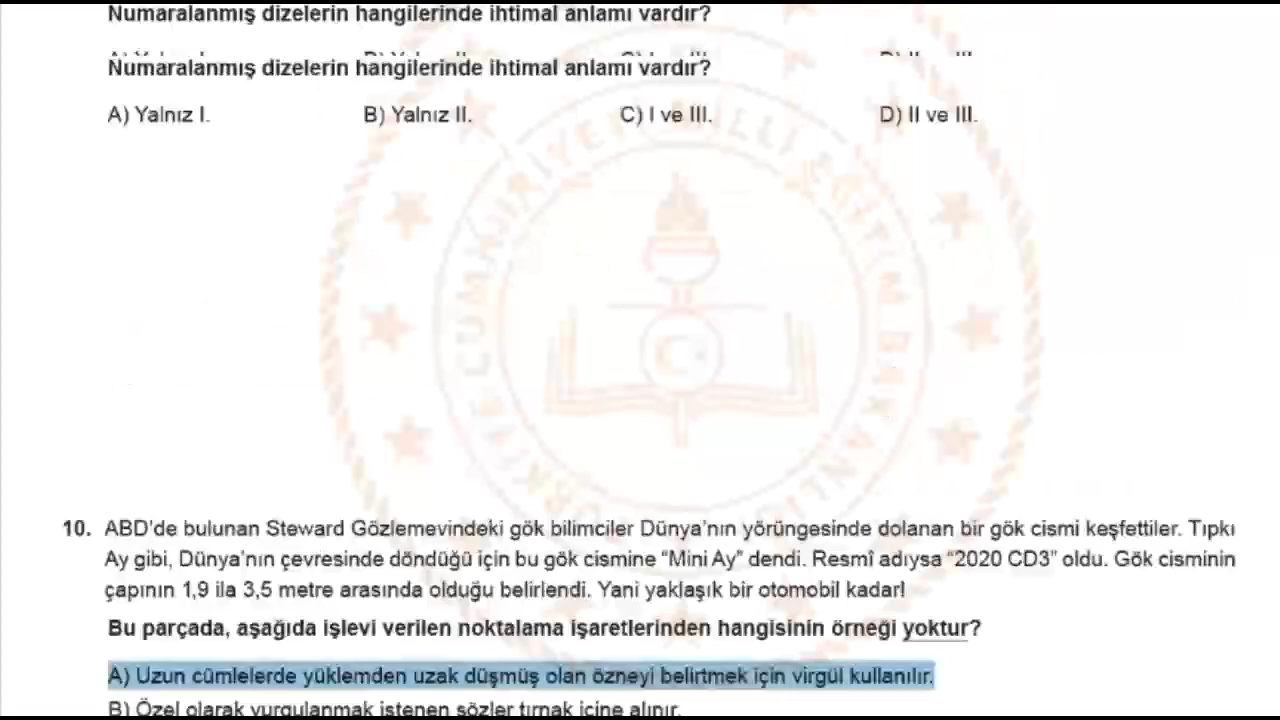 Numaralanmış dizelerin hangilerinde ihtimal anlamı vardır?
Numaralanmış dizelerin hangilerinde ihtimal anlamı vardır?
A) Yalnız I. B) Yalnız II. C) I ve III. D) II ve III.
10. ABD'de bulunan Steward Gözlemevindeki gök bilimciler Dünya'nın yörüngesinde dolanan bir gök cismi keşfettiler. Tıpkı
Ay gibi, Dünya'nın çevresinde döndüğü için bu gök cismine “Mini Ay” dendi. Resmî adıysa “2020 CD3” oldu. Gök cisminin
çapının 1,9 ila 3,5 metre arasında olduğu belirlendi. Yani yaklaşık bir otomobil kadar!
Bu parçada, aşağıda işlevi verilen noktalama işaretlerinden hangisinin örneği yoktur?
A) Uzun cümlelerde yüklemden uzak düşmüş olan özneyi belirtmek için virgül kullanılır.
B) Özel olarak vurgulanmak istenen sözler tırnak içine alınır.